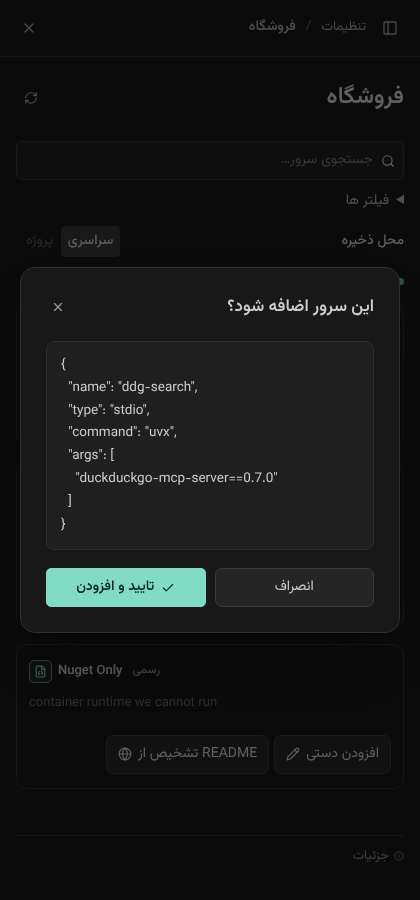 تنظیمات / فروشگاه
فروشگاه
جستجوی سرور...
فیلتر ها
محل ذخیره
سراسری
پروژه
این سرور اضافه شود؟
{
"name": "ddg-search",
"type": "stdio",
"command": "uvx",
"args": [
"duckduckgo-mcp-server==0.7.0"
]
}
تایید و افزودن
انصراف
Nuget Only رسمی
container runtime we cannot run
افزودن دستی
تشخیص از README
جزئیات